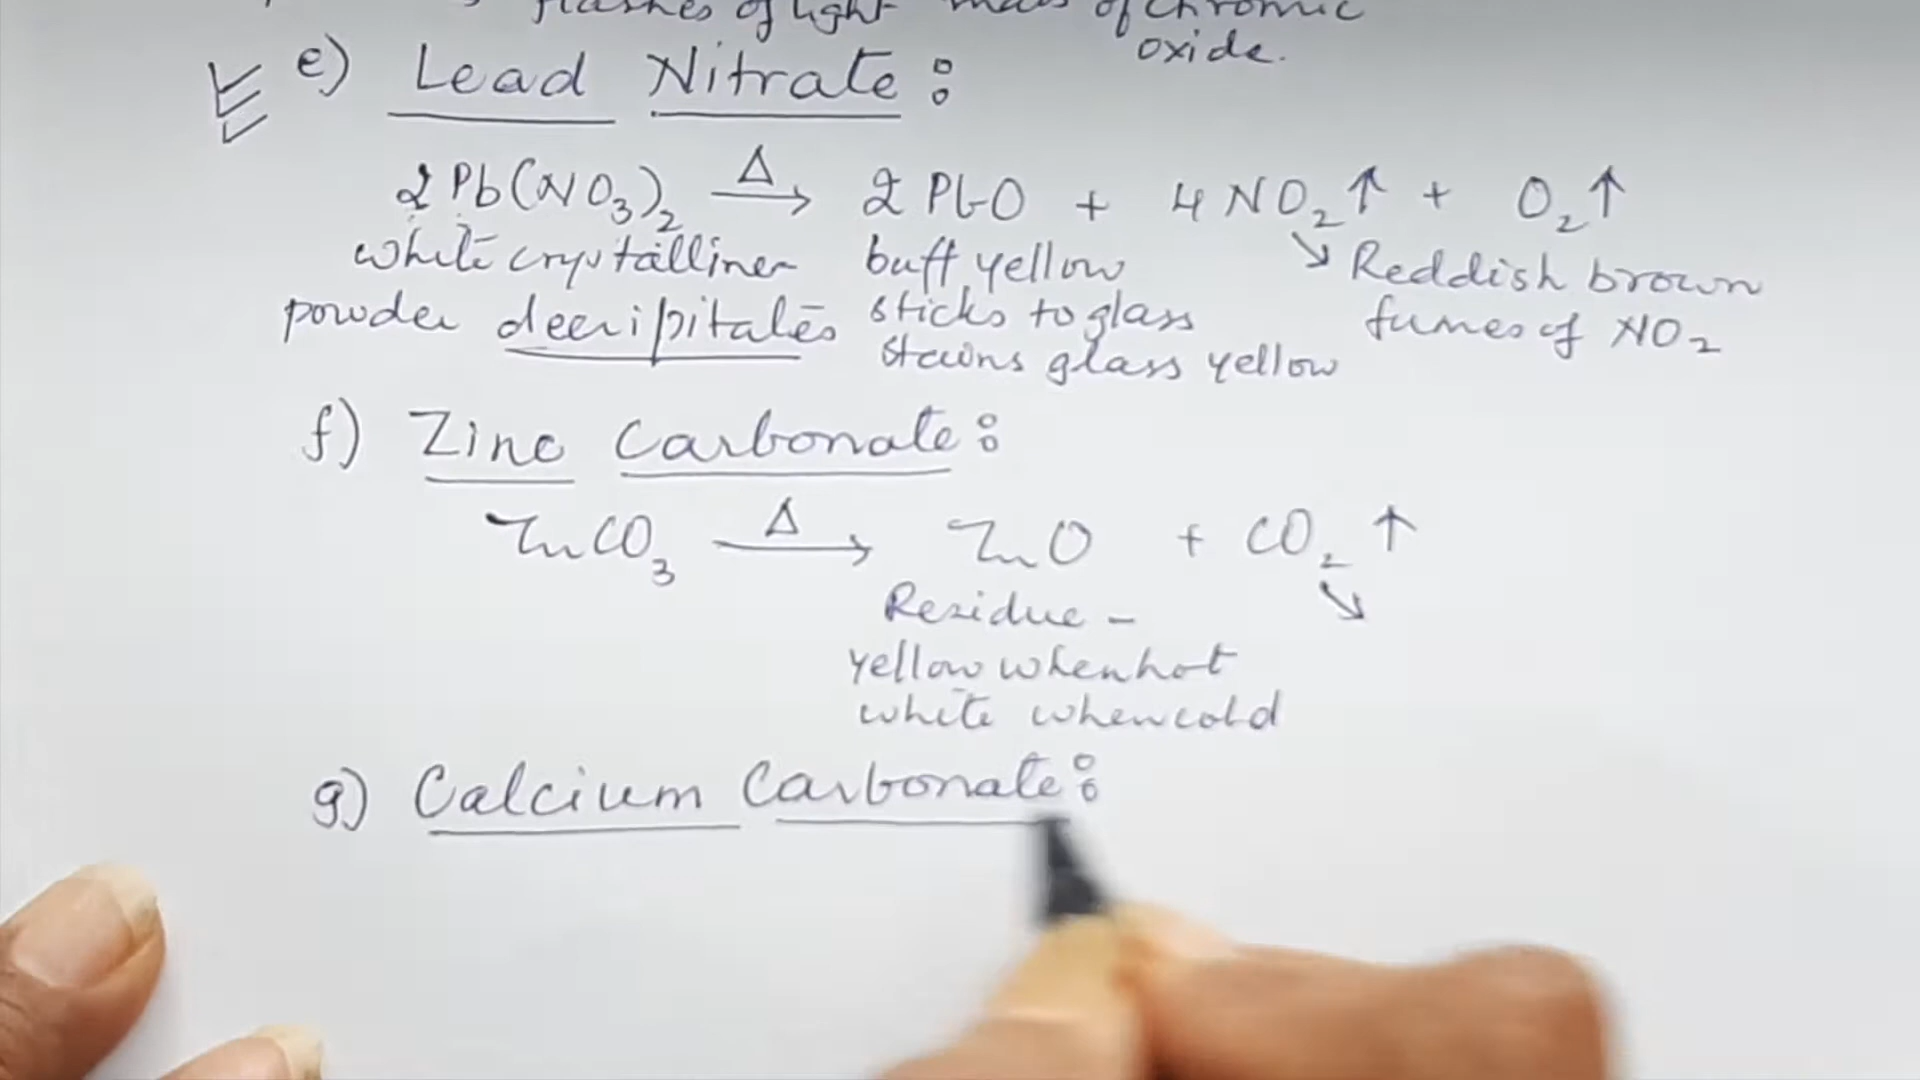 flashes of light mass of chromic
oxide.
e) Lead Nitrate:
2Pb(NO3)2 Δ→ 2PbO + 4NO2↑ + O2↑
white crystalline buff yellow ↘ Reddish brown
powder decripitates sticks to glass fumes of NO2
stains glass yellow
f) Zinc Carbonate:
ZnCO3 Δ→ ZnO + CO2↑
↘
Residue -
yellow when hot
white when cold
g) Calcium Carbonate: